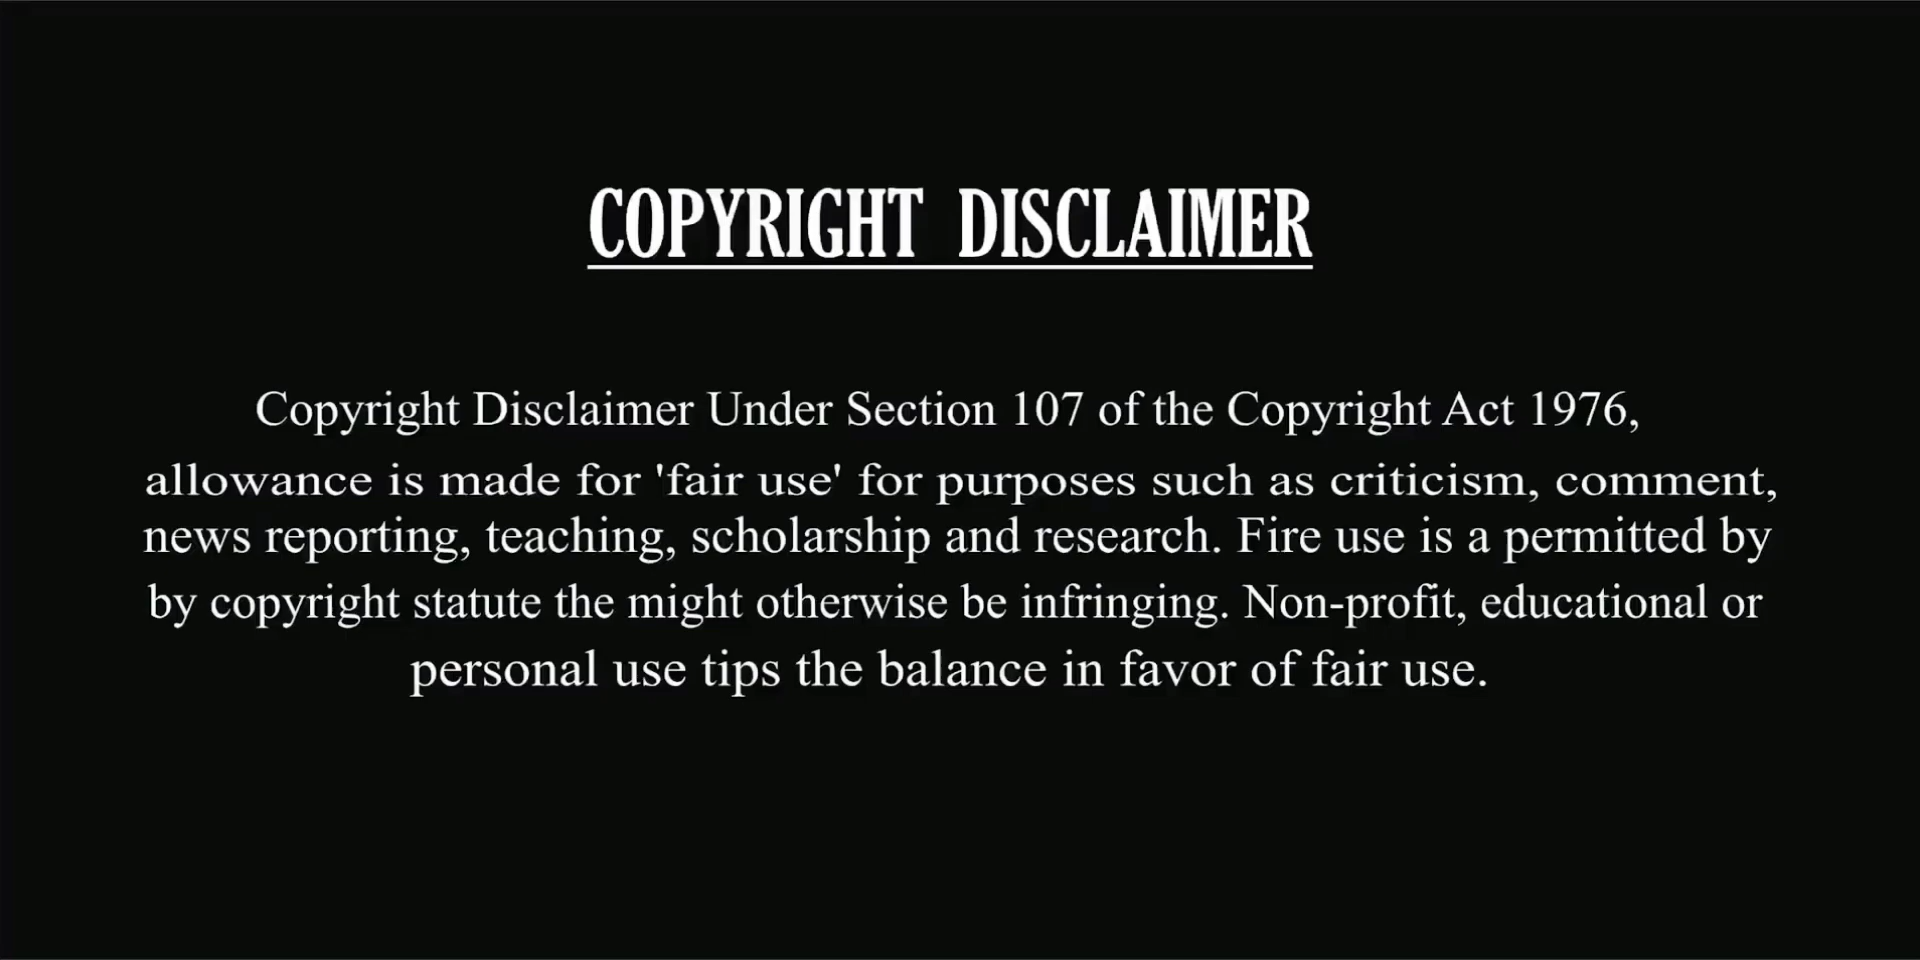 COPYRIGHT DISCLAIMER
Copyright Disclaimer Under Section 107 of the Copyright Act 1976,
allowance is made for 'fair use' for purposes such as criticism, comment,
news reporting, teaching, scholarship and research. Fire use is a permitted by
by copyright statute the might otherwise be infringing. Non-profit, educational or
personal use tips the balance in favor of fair use.